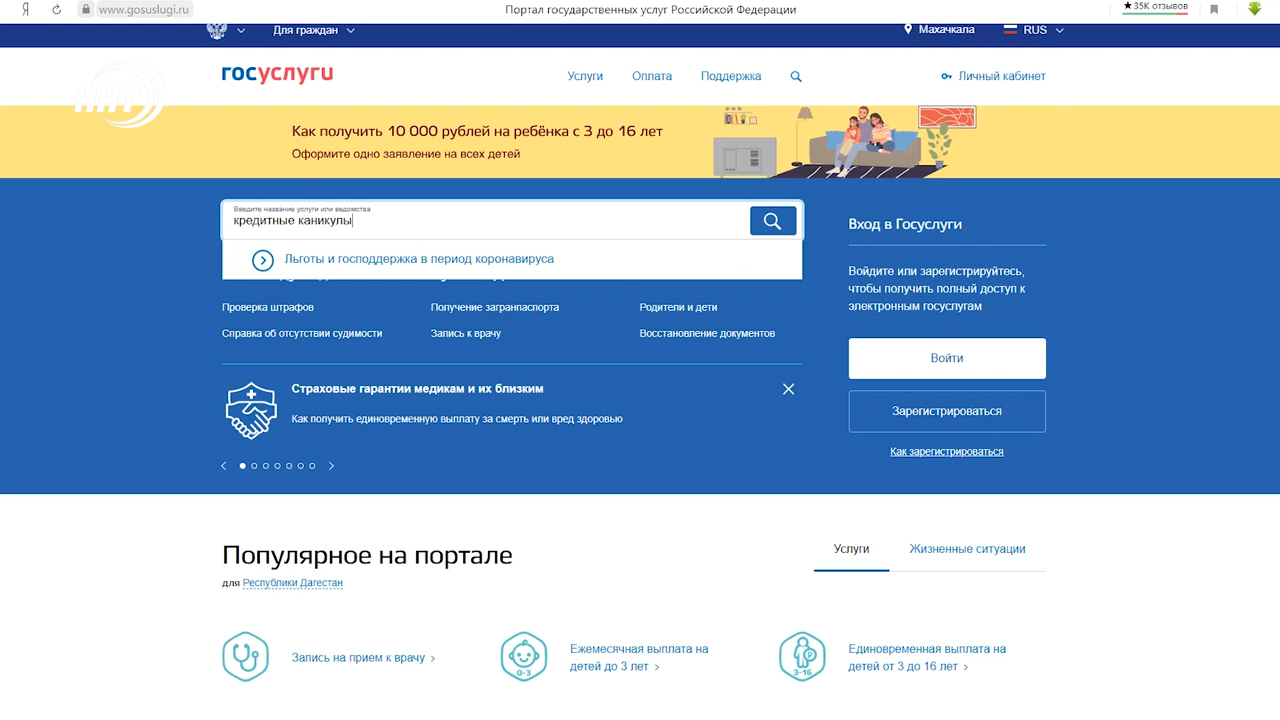 Я
www.gosuslugi.ru
Портал государственных услуг Российской Федерации
★ 35K отзывов
Для граждан
Махачкала
RUS
госуслуги
Услуги
Оплата
Поддержка
Личный кабинет
ННТ
Как получить 10 000 рублей на ребёнка с 3 до 16 лет
Оформите одно заявление на всех детей
Введите название услуги или ведомства
кредитные каникулы
Льготы и господдержка в период коронавируса
Проверка штрафов
Получение загранпаспорта
Родители и дети
Справка об отсутствии судимости
Запись к врачу
Восстановление документов
Страховые гарантии медикам и их близким
Как получить единовременную выплату за смерть или вред здоровью
Вход в Госуслуги
Войдите или зарегистрируйтесь,
чтобы получить полный доступ к
электронным госуслугам
Войти
Зарегистрироваться
Как зарегистрироваться
Популярное на портале
для Республики Дагестан
Услуги
Жизненные ситуации
Запись на прием к врачу
0-3
Ежемесячная выплата на
детей до 3 лет
3-16
Единовременная выплата на
детей от 3 до 16 лет